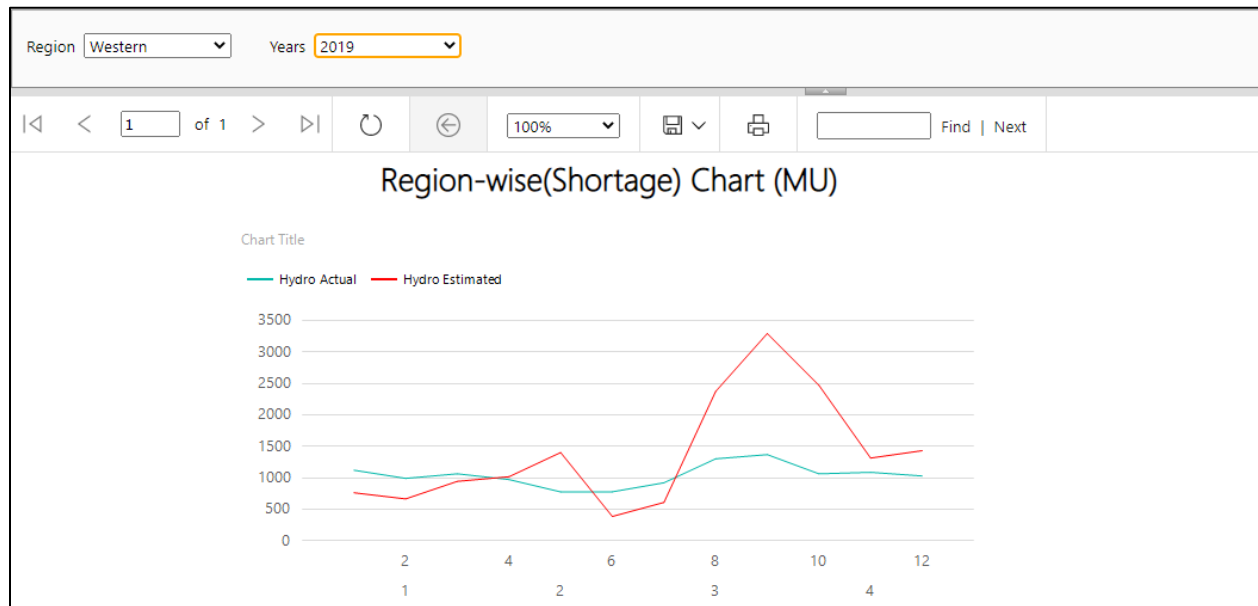 Region Western Years 2019
1 of 1 100% Find | Next
Region-wise(Shortage) Chart (MU)
Chart Title
Hydro Actual Hydro Estimated
3500
3000
2500
2000
1500
1000
500
0
2 4 6 8 10 12
1 2 3 4